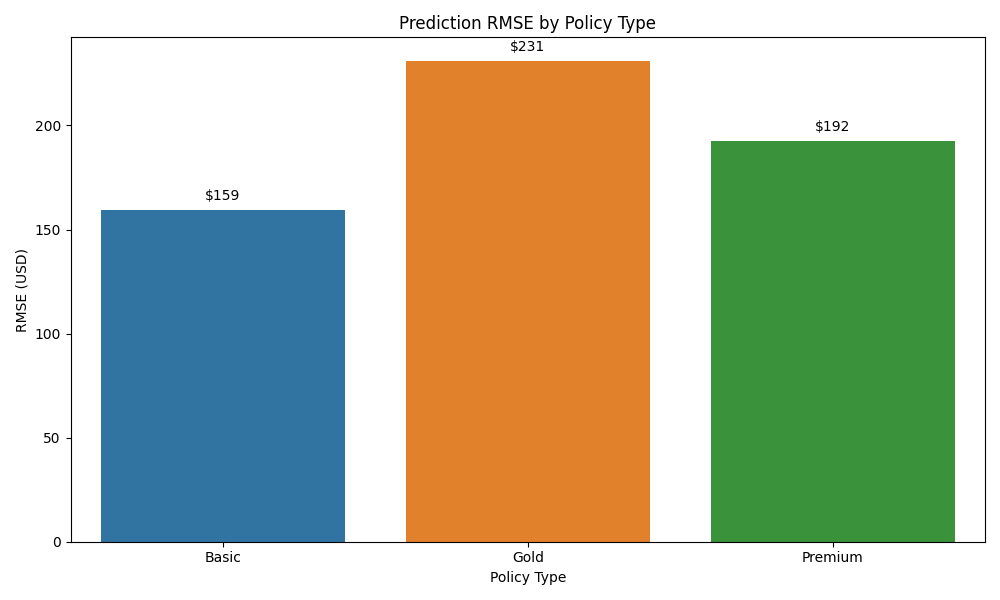 Prediction RMSE by Policy Type
$231
$192
$159
200
150
100
50
0
RMSE (USD)
Basic
Gold
Premium
Policy Type